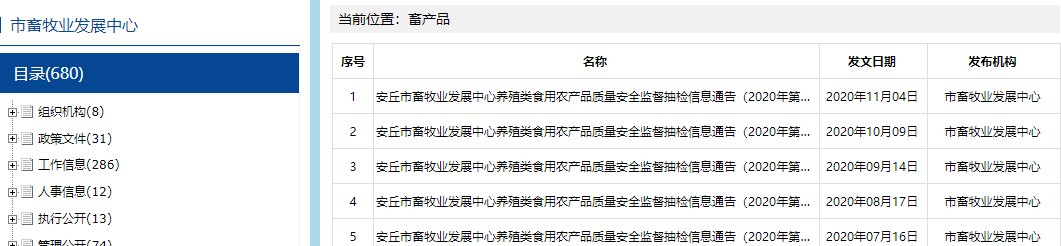 市畜牧业发展中心
目录(680)
组织机构(8)
政策文件(31)
工作信息(286)
人事信息(12)
执行公开(13)
管理公开(74)
当前位置：畜产品
序号 名称 发文日期 发布机构
1 安丘市畜牧业发展中心养殖类食用农产品质量安全监督抽检信息通告（2020年第... 2020年11月04日 市畜牧业发展中心
2 安丘市畜牧业发展中心养殖类食用农产品质量安全监督抽检信息通告（2020年第... 2020年10月09日 市畜牧业发展中心
3 安丘市畜牧业发展中心养殖类食用农产品质量安全监督抽检信息通告（2020年第... 2020年09月14日 市畜牧业发展中心
4 安丘市畜牧业发展中心养殖类食用农产品质量安全监督抽检信息通告（2020年第... 2020年08月17日 市畜牧业发展中心
5 安丘市畜牧业发展中心养殖类食用农产品质量安全监督抽检信息通告（2020年第... 2020年07月16日 市畜牧业发展中心